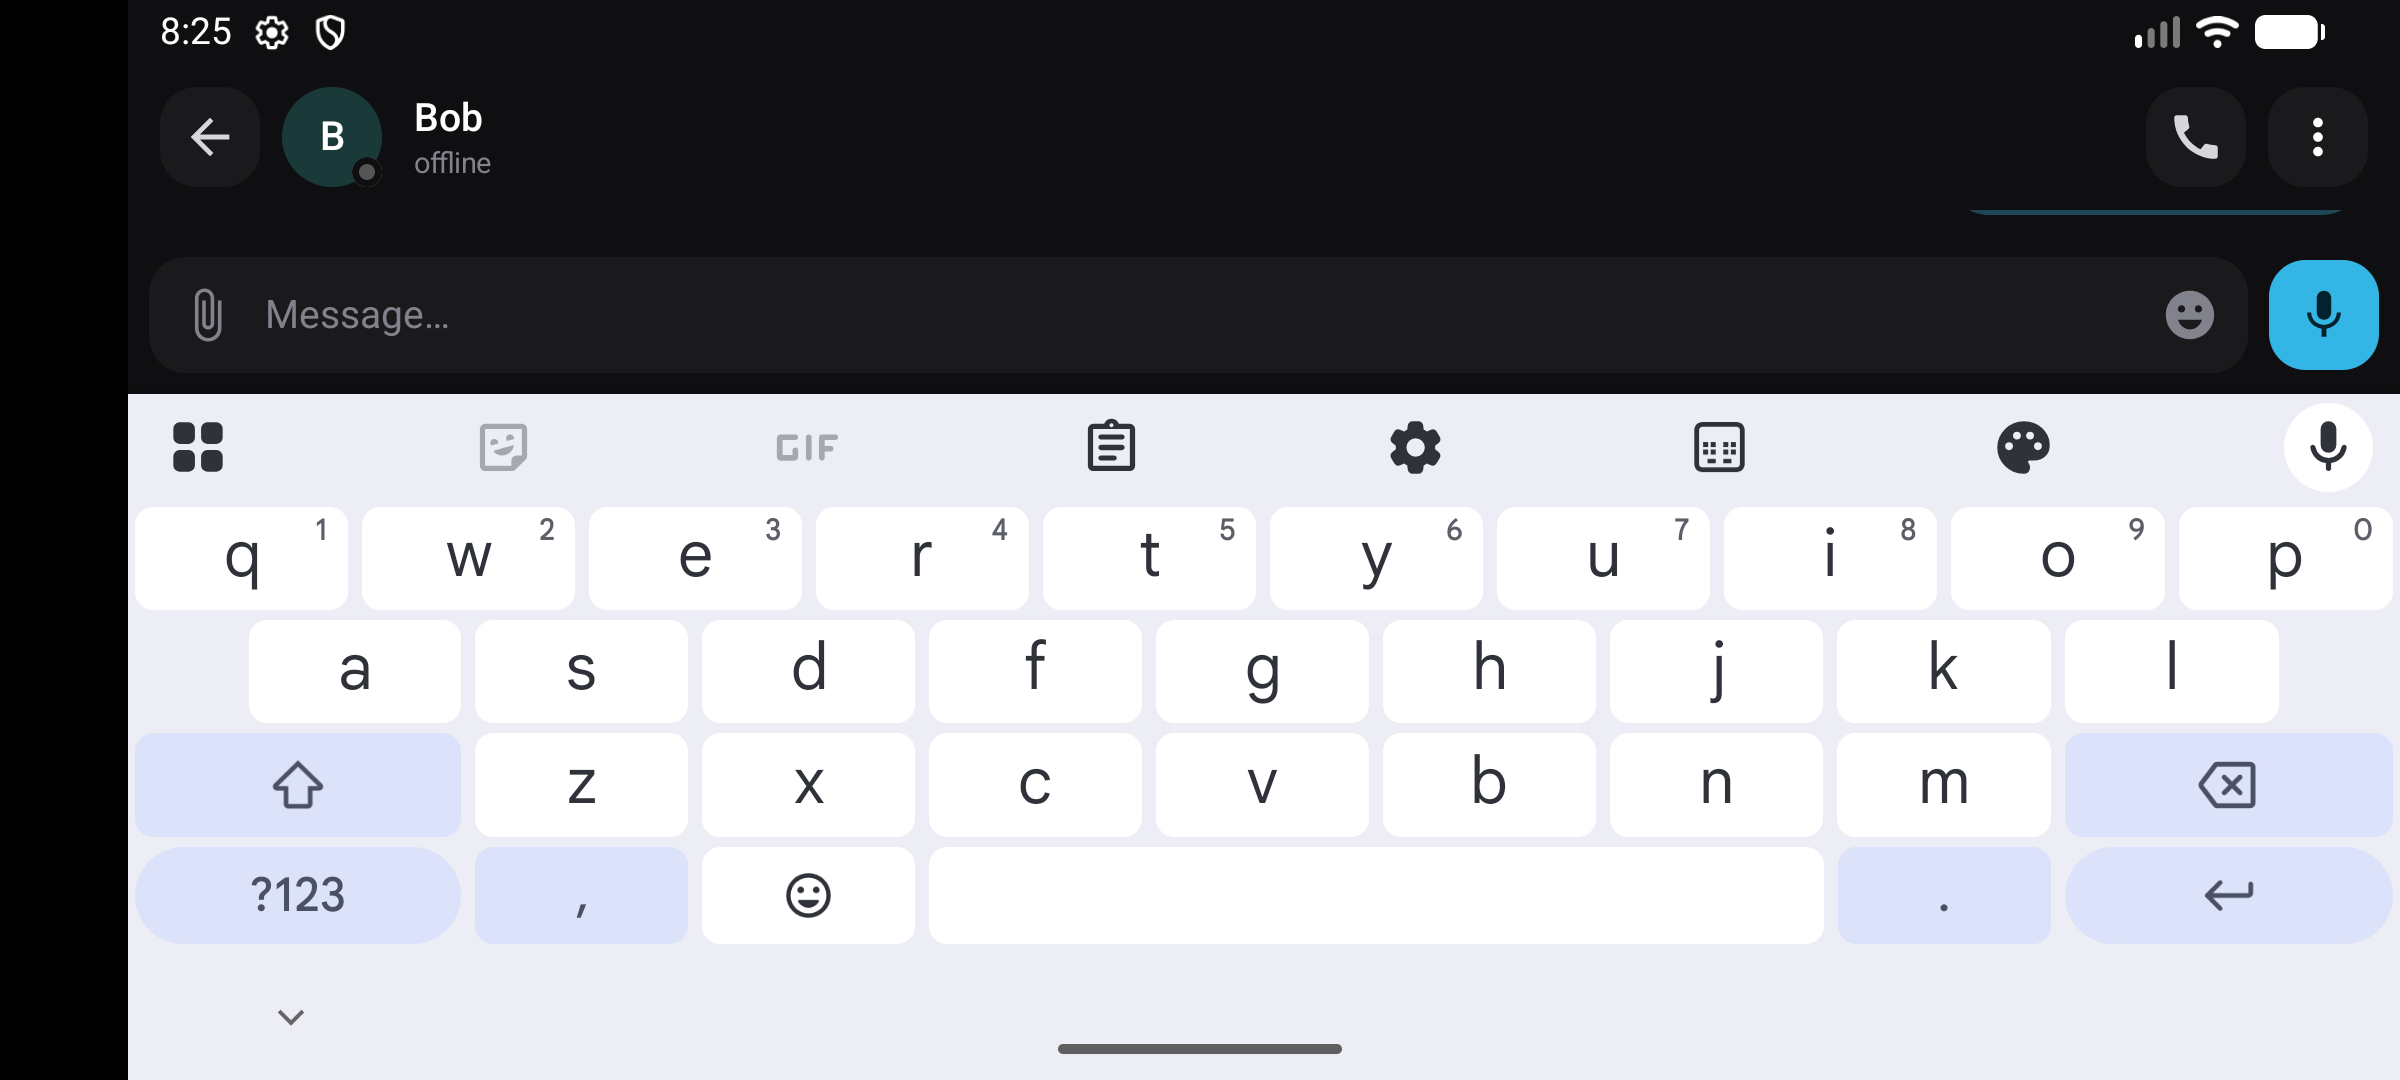 8:25
B
Bob
offline
Message...
GIF
q 1 w 2 e 3 r 4 t 5 y 6 u 7 i 8 o 9 p 0
a s d f g h j k l
z x c v b n m
?123 , .